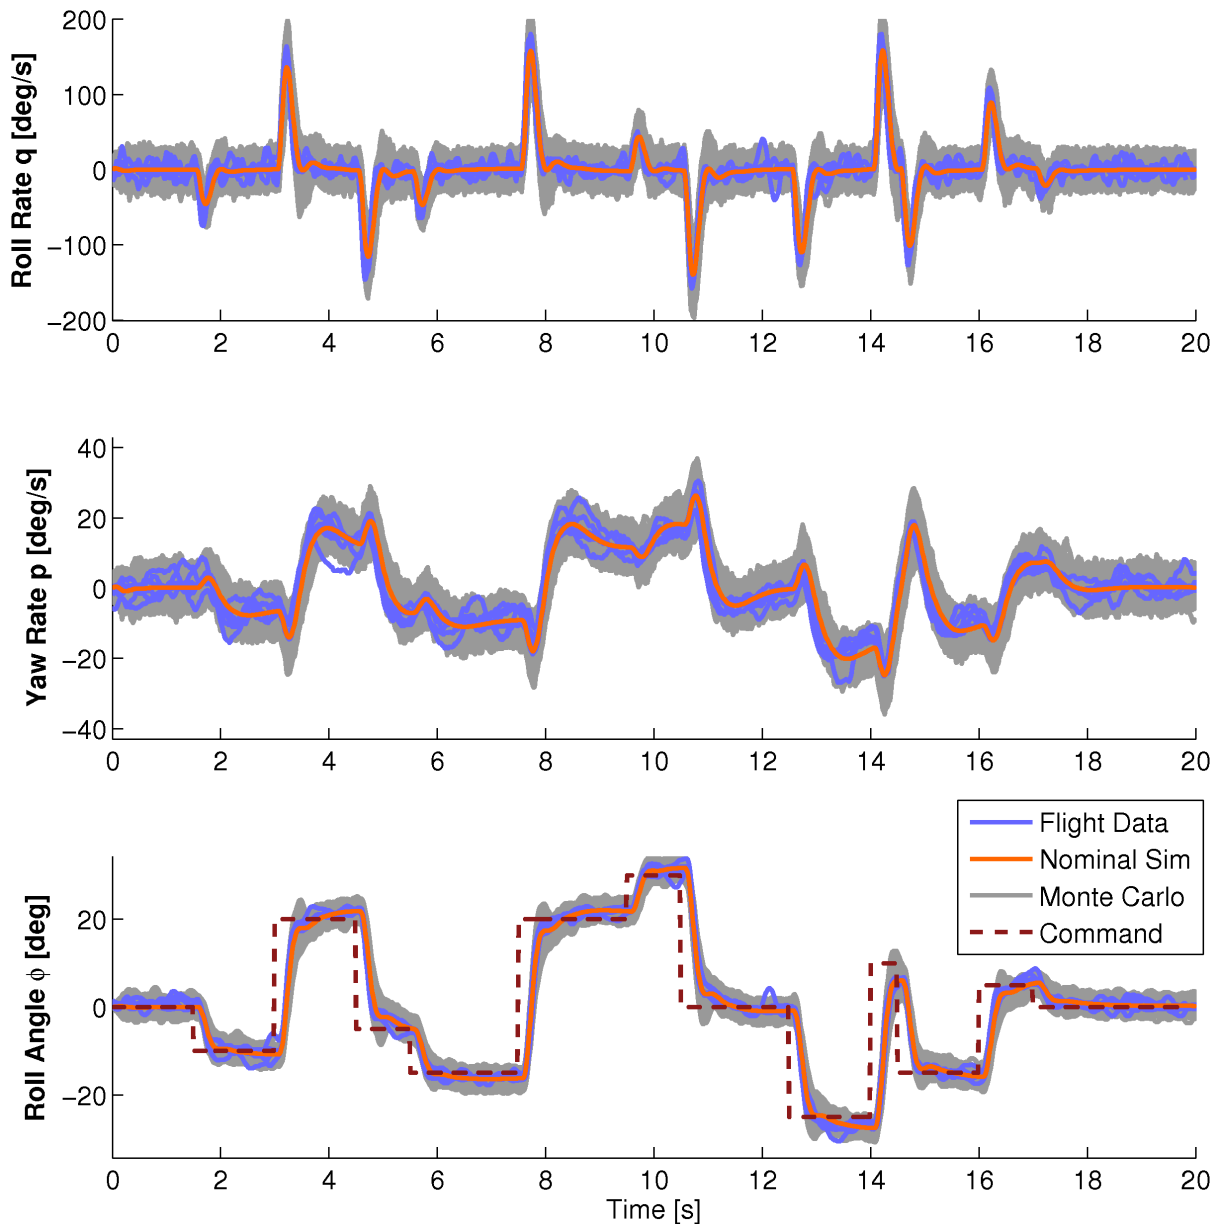 Roll Rate q [deg/s]
200
100
0
−100
−200
0 2 4 6 8 10 12 14 16 18 20
Yaw Rate p [deg/s]
40
20
0
−20
−40
0 2 4 6 8 10 12 14 16 18 20
Flight Data
Nominal Sim
Monte Carlo
Command
Roll Angle ϕ [deg]
20
0
−20
0 2 4 6 8 10 12 14 16 18 20
Time [s]